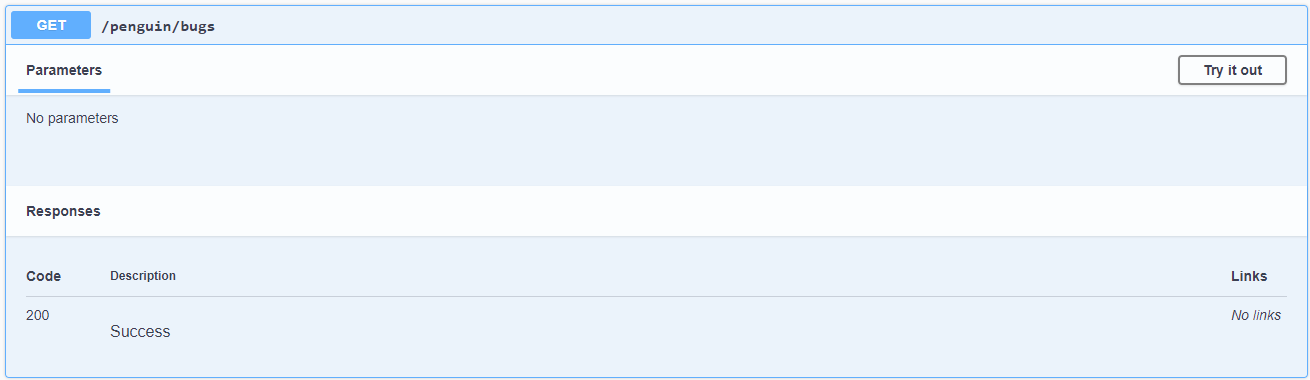 GET /penguin/bugs
Parameters Try it out
No parameters
Responses
Code Description Links
200 Success No links